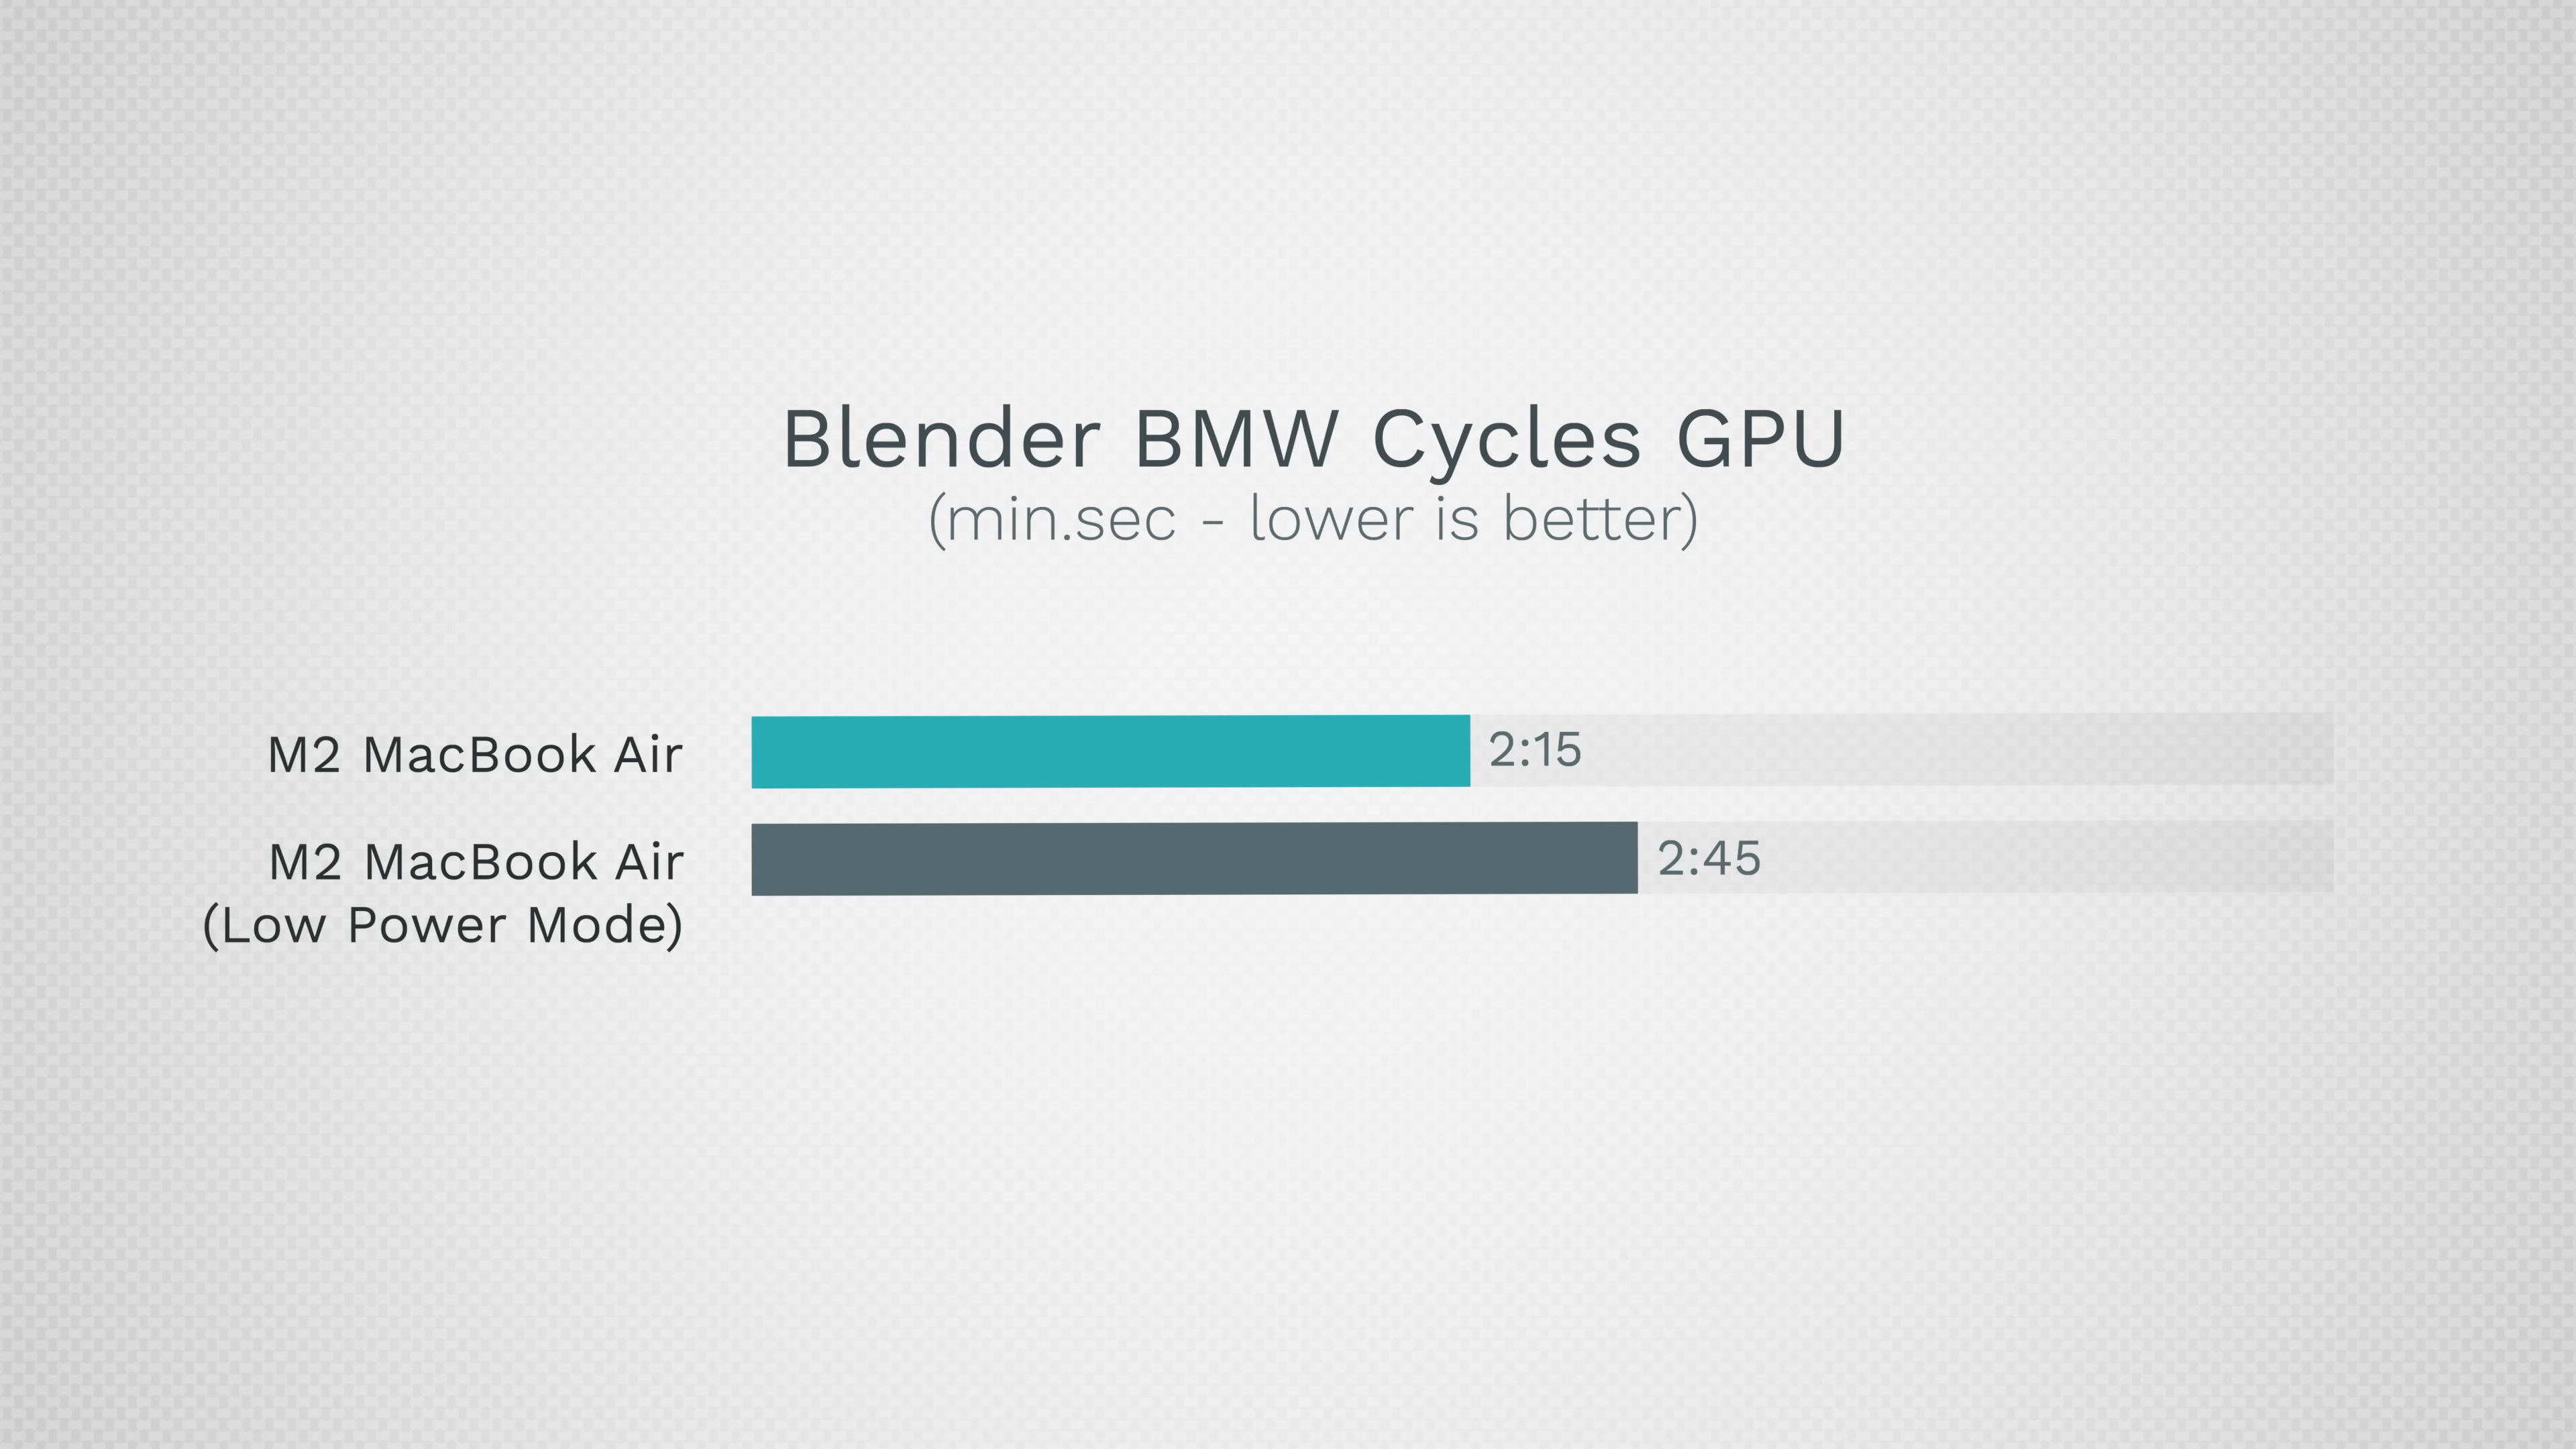 Blender BMW Cycles GPU
(min.sec - lower is better)
M2 MacBook Air
2:15
M2 MacBook Air
(Low Power Mode)
2:45